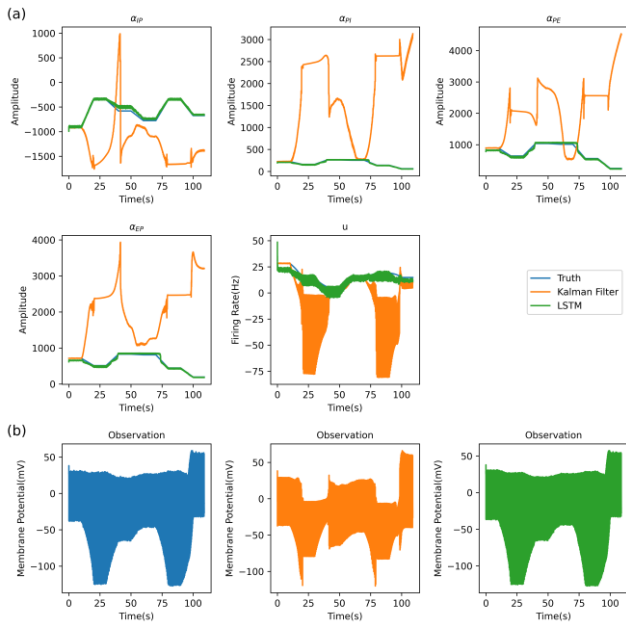 (a)
α_IP
α_PI
α_PE
Amplitude
1000
500
0
−500
−1000
−1500
0 25 50 75 100
Time(s)
Amplitude
3000
2500
2000
1500
1000
500
0
0 25 50 75 100
Time(s)
Amplitude
4000
3000
2000
1000
0
0 25 50 75 100
Time(s)
α_EP
u
Amplitude
4000
3000
2000
1000
0
0 25 50 75 100
Time(s)
Firing Rate(Hz)
50
25
0
−25
−50
−75
0 25 50 75 100
Time(s)
Truth
Kalman Filter
LSTM
(b)
Observation
Observation
Observation
Membrane Potential(mV)
50
0
−50
−100
0 25 50 75 100
Time(s)
Membrane Potential(mV)
50
0
−50
−100
0 25 50 75 100
Time(s)
Membrane Potential(mV)
50
0
−50
−100
0 25 50 75 100
Time(s)